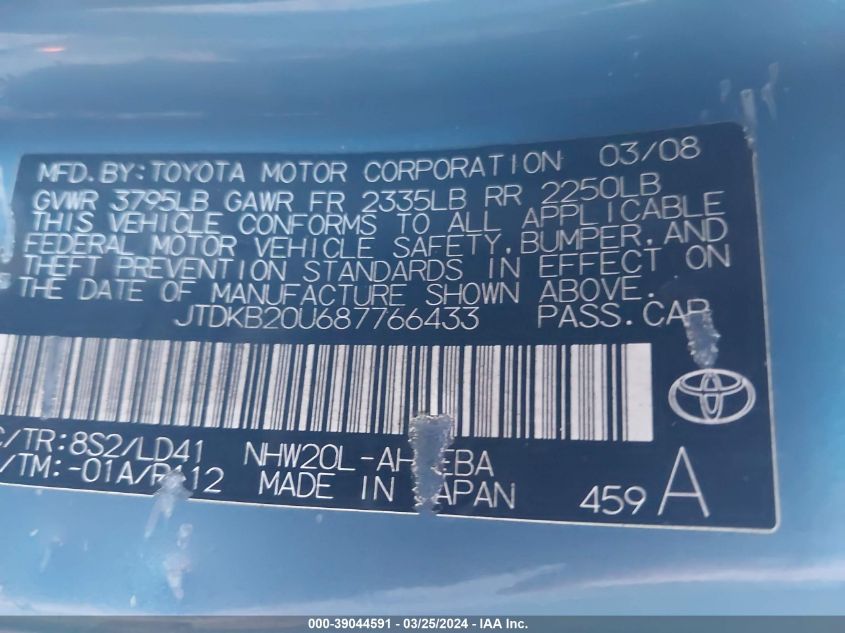 MFD. BY: TOYOTA MOTOR CORPORATION 03/08
GVWR 3795LB GAWR FR 2335LB RR 2250LB
THIS VEHICLE CONFORMS TO ALL APPLICABLE
FEDERAL MOTOR VEHICLE SAFETY, BUMPER, AND
THEFT PREVENTION STANDARDS IN EFFECT ON
THE DATE OF MANUFACTURE SHOWN ABOVE.
JTDKB20U687766433 PASS. CAR
C/TR: 8S2/LD41 NHW20L-AH EBA
/TM: -01A/P112 MADE IN JAPAN 459 A
000-39044591 - 03/25/2024 - IAA Inc.